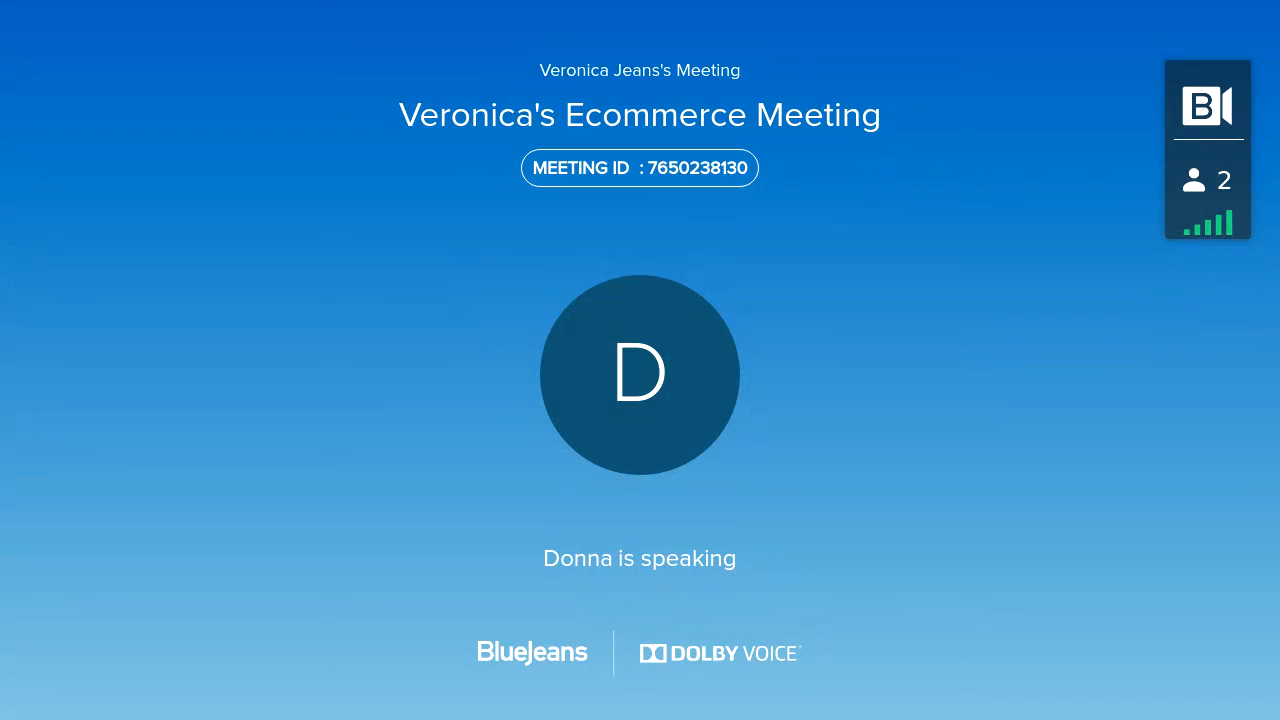 Veronica Jeans's Meeting
Veronica's Ecommerce Meeting
MEETING ID : 7650238130
B
2
D
Donna is speaking
BlueJeans
DOLBY VOICE